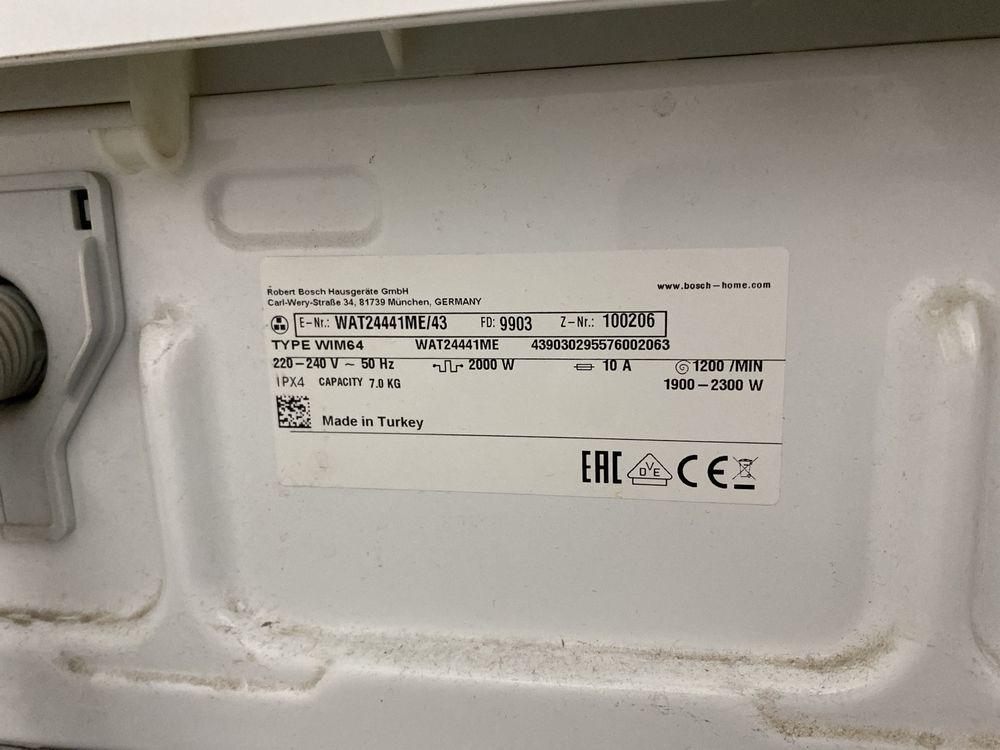 Robert Bosch Hausgeräte GmbH
Carl-Wery-Straße 34, 81739 München, GERMANY
www.bosch-home.com
E-Nr.: WAT24441ME/43 FD: 9903 Z-Nr.: 100206
TYPE WIM64 WAT24441ME 439030295576002063
220-240 V ~ 50 Hz 2000 W 10 A 1200 /MIN
IPX4 CAPACITY 7.0 KG 1900-2300 W
Made in Turkey
EAC DVE CE